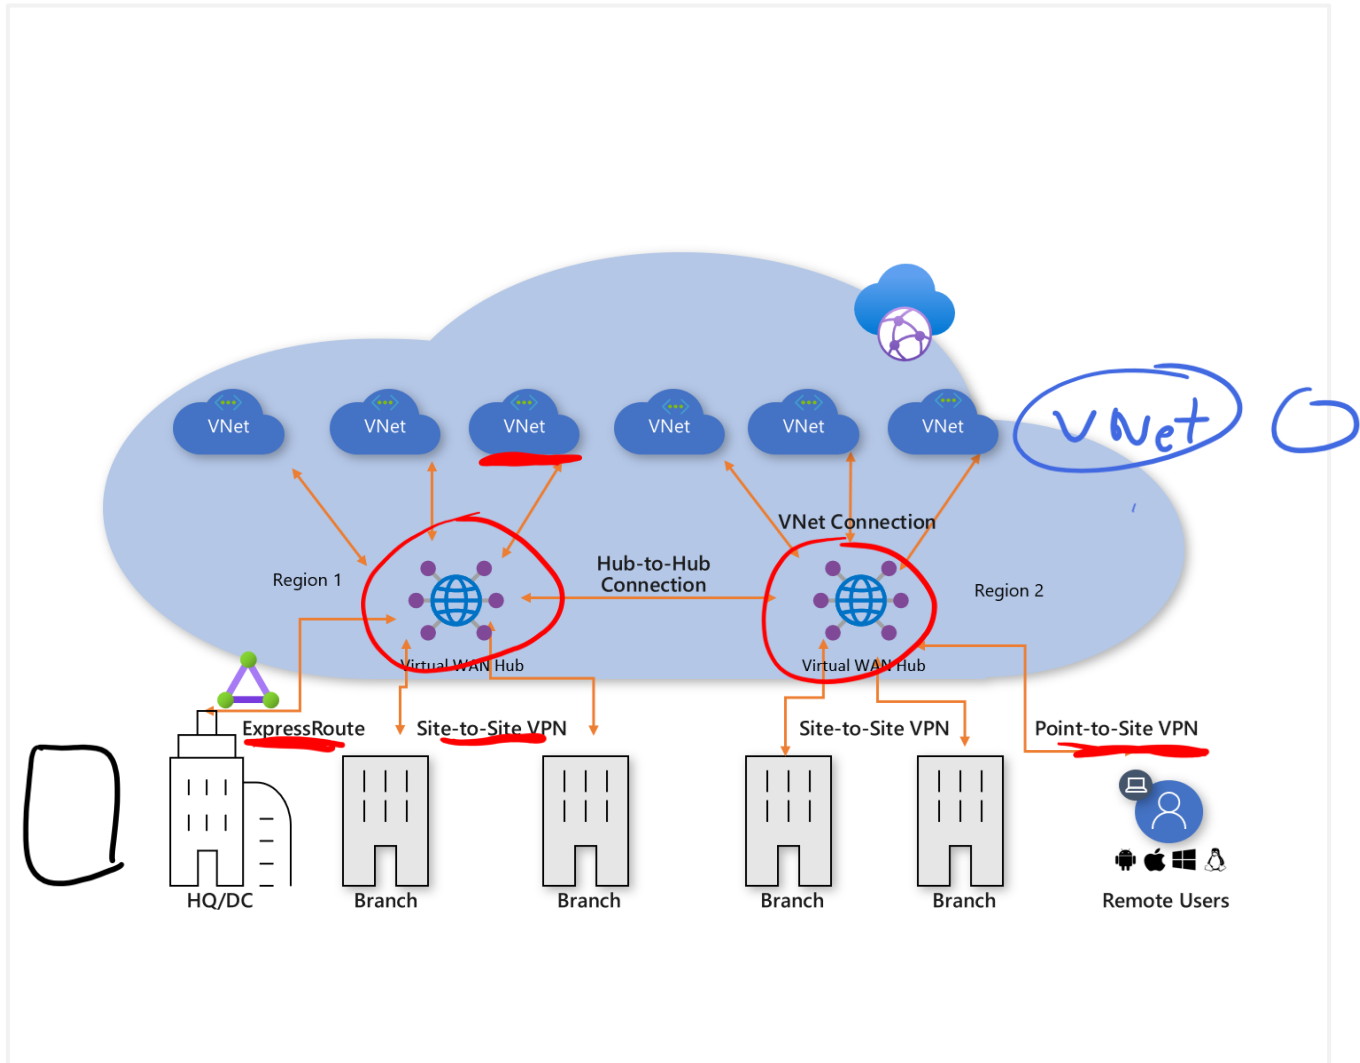 VNet
VNet
VNet
VNet
VNet
VNet
VNet
VNet Connection
Hub-to-Hub
Connection
Region 1
Region 2
Virtual WAN Hub
Virtual WAN Hub
ExpressRoute
Site-to-Site VPN
Site-to-Site VPN
Point-to-Site VPN
HQ/DC
Branch
Branch
Branch
Branch
Remote Users